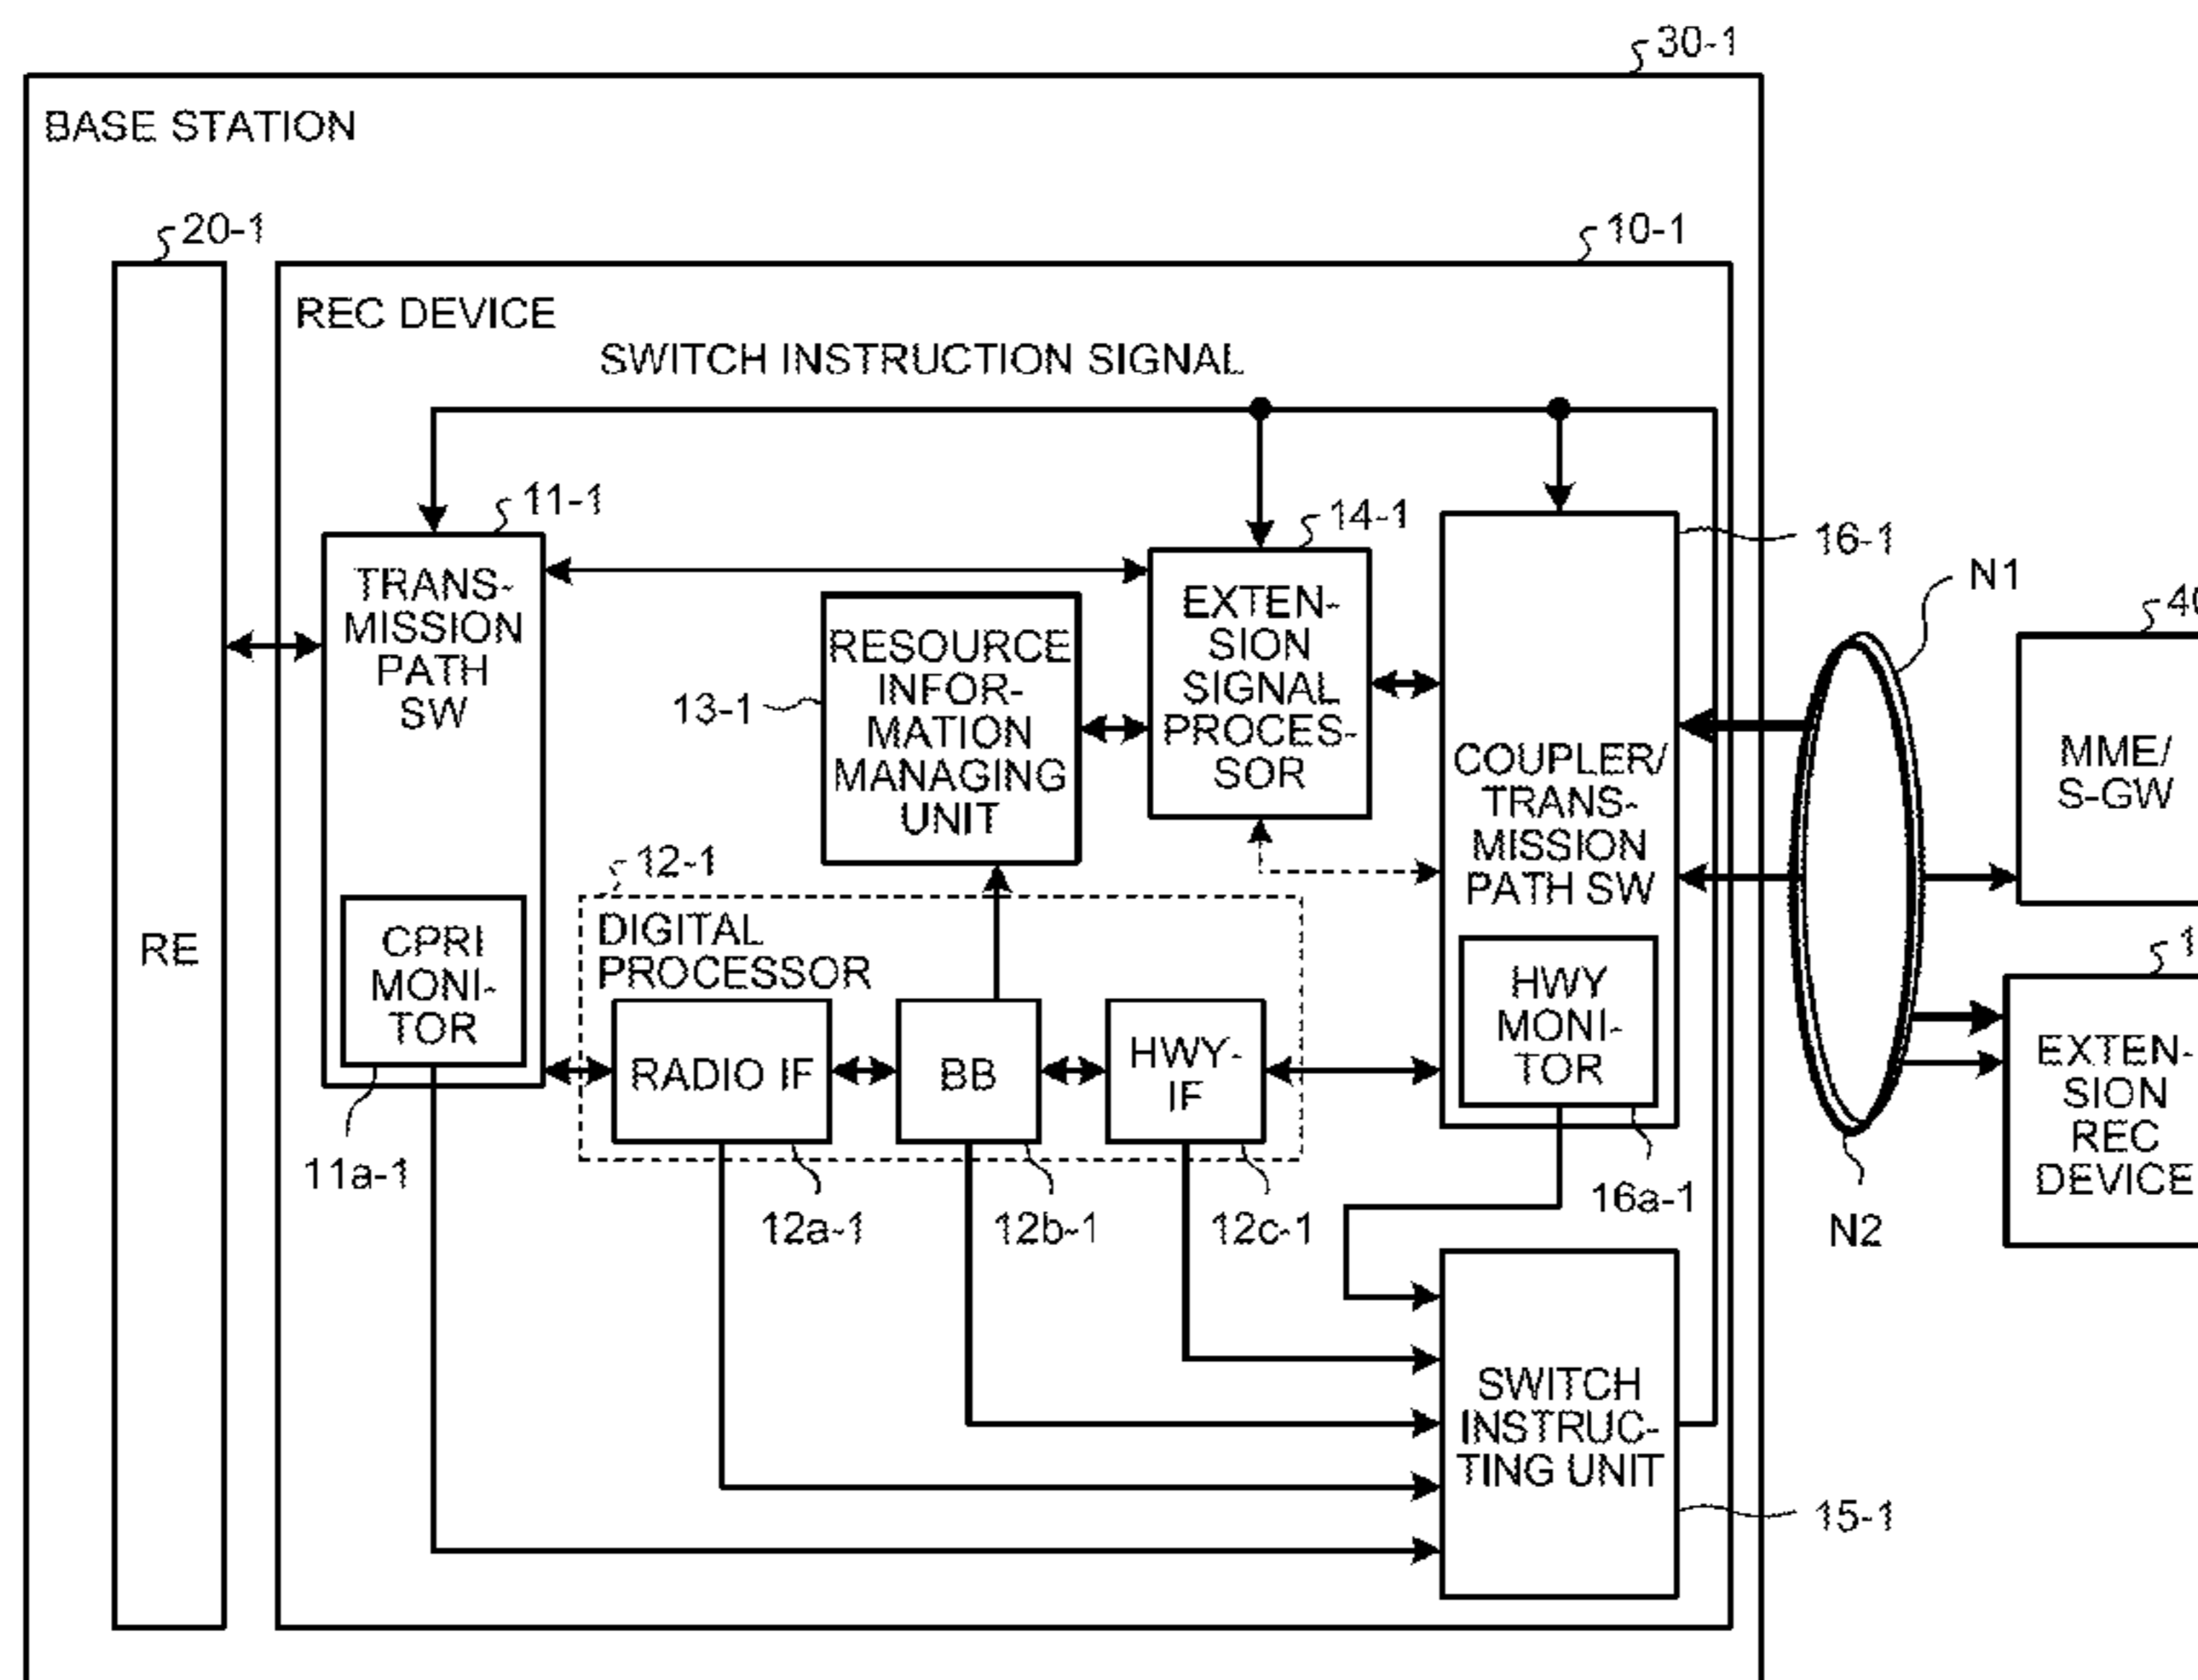 30-1
BASE STATION
20-1
10-1
REC DEVICE
SWITCH INSTRUCTION SIGNAL
11-1
14-1
16-1
N1
40
TRANS-
MISSION
PATH
SW
EXTEN-
SION
SIGNAL
PROCES-
SOR
RESOURCE
INFOR-
MATION
MANAGING
UNIT
13-1
COUPLER/
TRANS-
MISSION
PATH SW
MME/
S-GW
12-1
DIGITAL
PROCESSOR
RE
CPRI
MONI-
TOR
HWY
MONI-
TOR
1
RADIO IF
BB
HWY-
IF
EXTEN-
SION
REC
DEVICE
11a-1
12a-1
12b-1
12c-1
16a-1
N2
SWITCH
INSTRUC-
TING UNIT
15-1